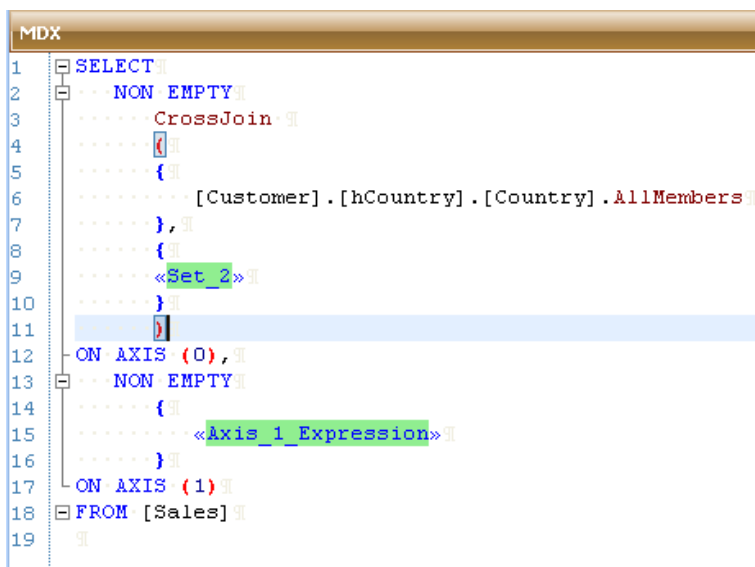 MDX
1 SELECT
2 NON EMPTY
3 CrossJoin
4 (
5 {
6 [Customer].[hCountry].[Country].AllMembers
7 },
8 {
9 «Set_2»
10 }
11 )
12 ON AXIS (0),
13 NON EMPTY
14 {
15 «Axis_1_Expression»
16 }
17 ON AXIS (1)
18 FROM [Sales]
19